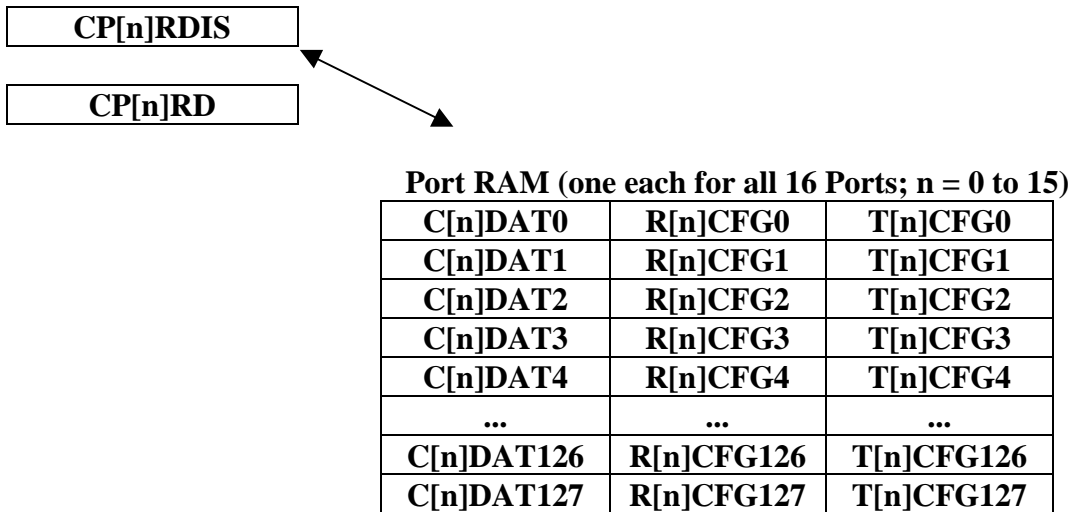 CP[n]RDIS
CP[n]RD
Port RAM (one each for all 16 Ports; n = 0 to 15)
C[n]DAT0 R[n]CFG0 T[n]CFG0
C[n]DAT1 R[n]CFG1 T[n]CFG1
C[n]DAT2 R[n]CFG2 T[n]CFG2
C[n]DAT3 R[n]CFG3 T[n]CFG3
C[n]DAT4 R[n]CFG4 T[n]CFG4
... ... ...
C[n]DAT126 R[n]CFG126 T[n]CFG126
C[n]DAT127 R[n]CFG127 T[n]CFG127